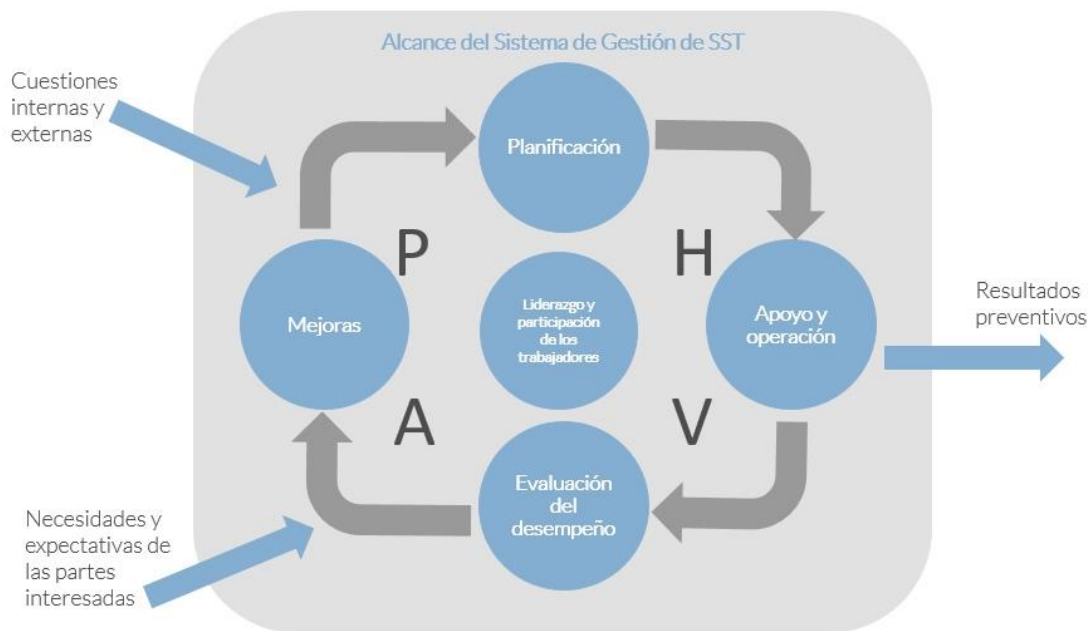 Alcance del Sistema de Gestión de SST
Cuestiones
internas y
externas
Planificación
P
H
Mejoras
Liderazgo y
participación
de los
trabajadores
Apoyo y
operación
Resultados
preventivos
A
V
Evaluación
del
desempeño
Necesidades y
expectativas de
las partes
interesadas